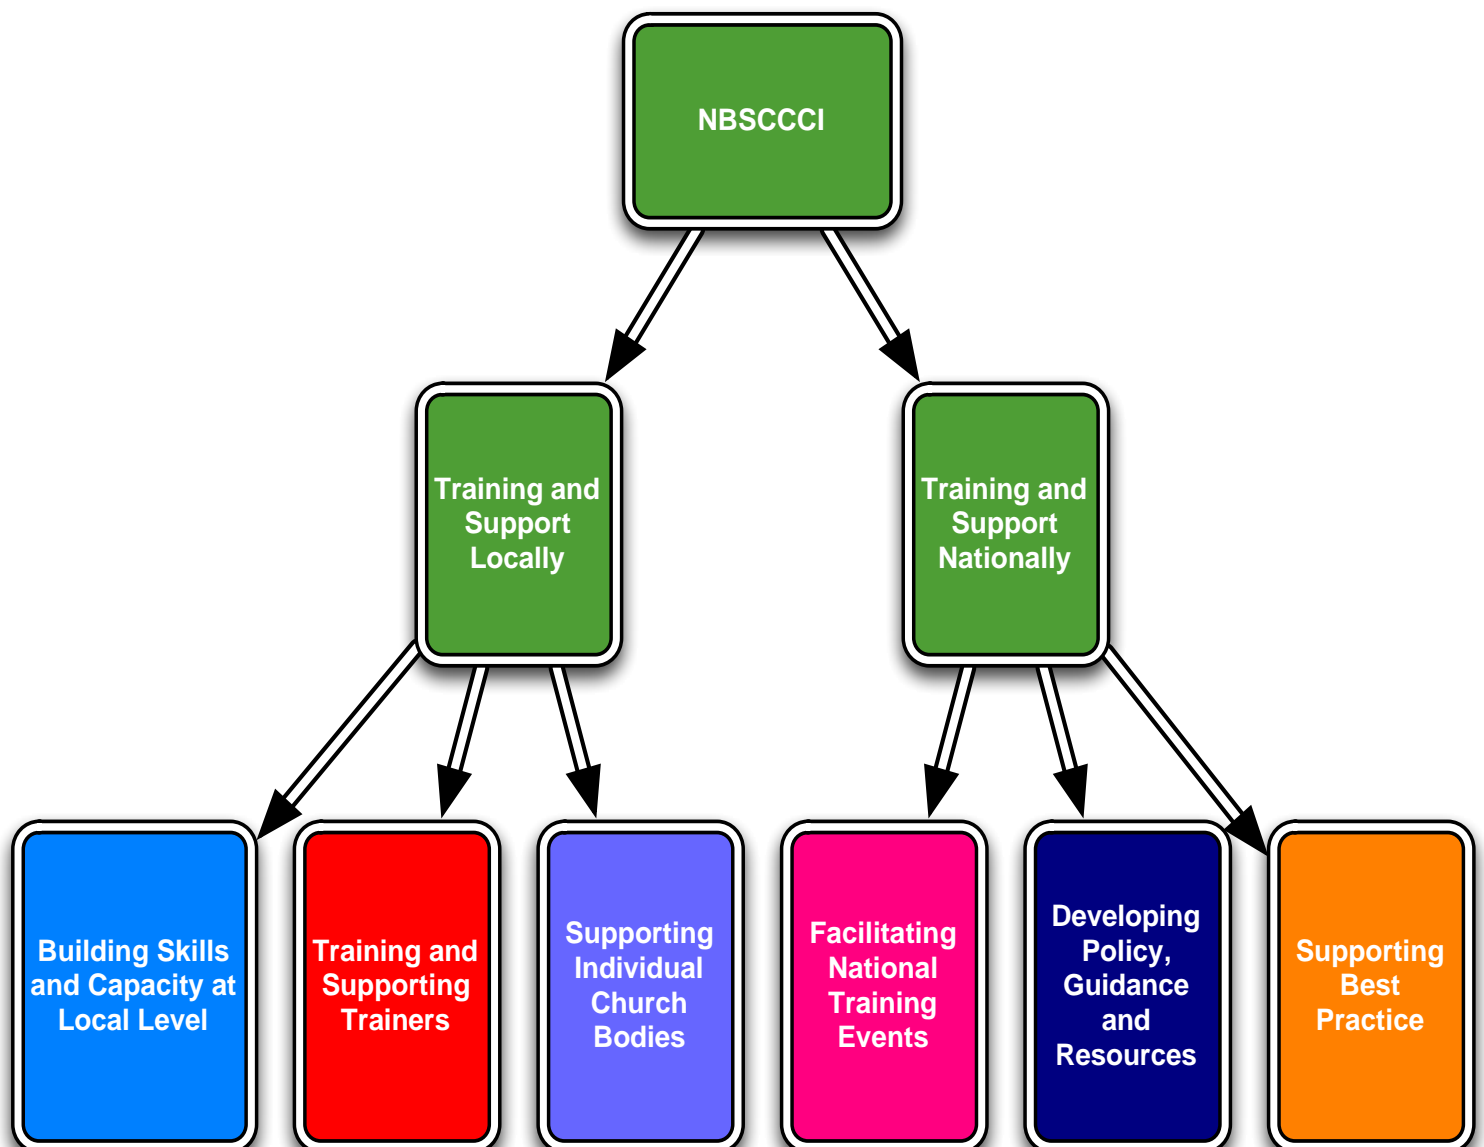 NBSCCCI
Training and
Support
Locally
Training and
Support
Nationally
Building Skills
and Capacity at
Local Level
Training and
Supporting
Trainers
Supporting
Individual
Church
Bodies
Facilitating
National
Training
Events
Developing
Policy,
Guidance
and
Resources
Supporting
Best
Practice